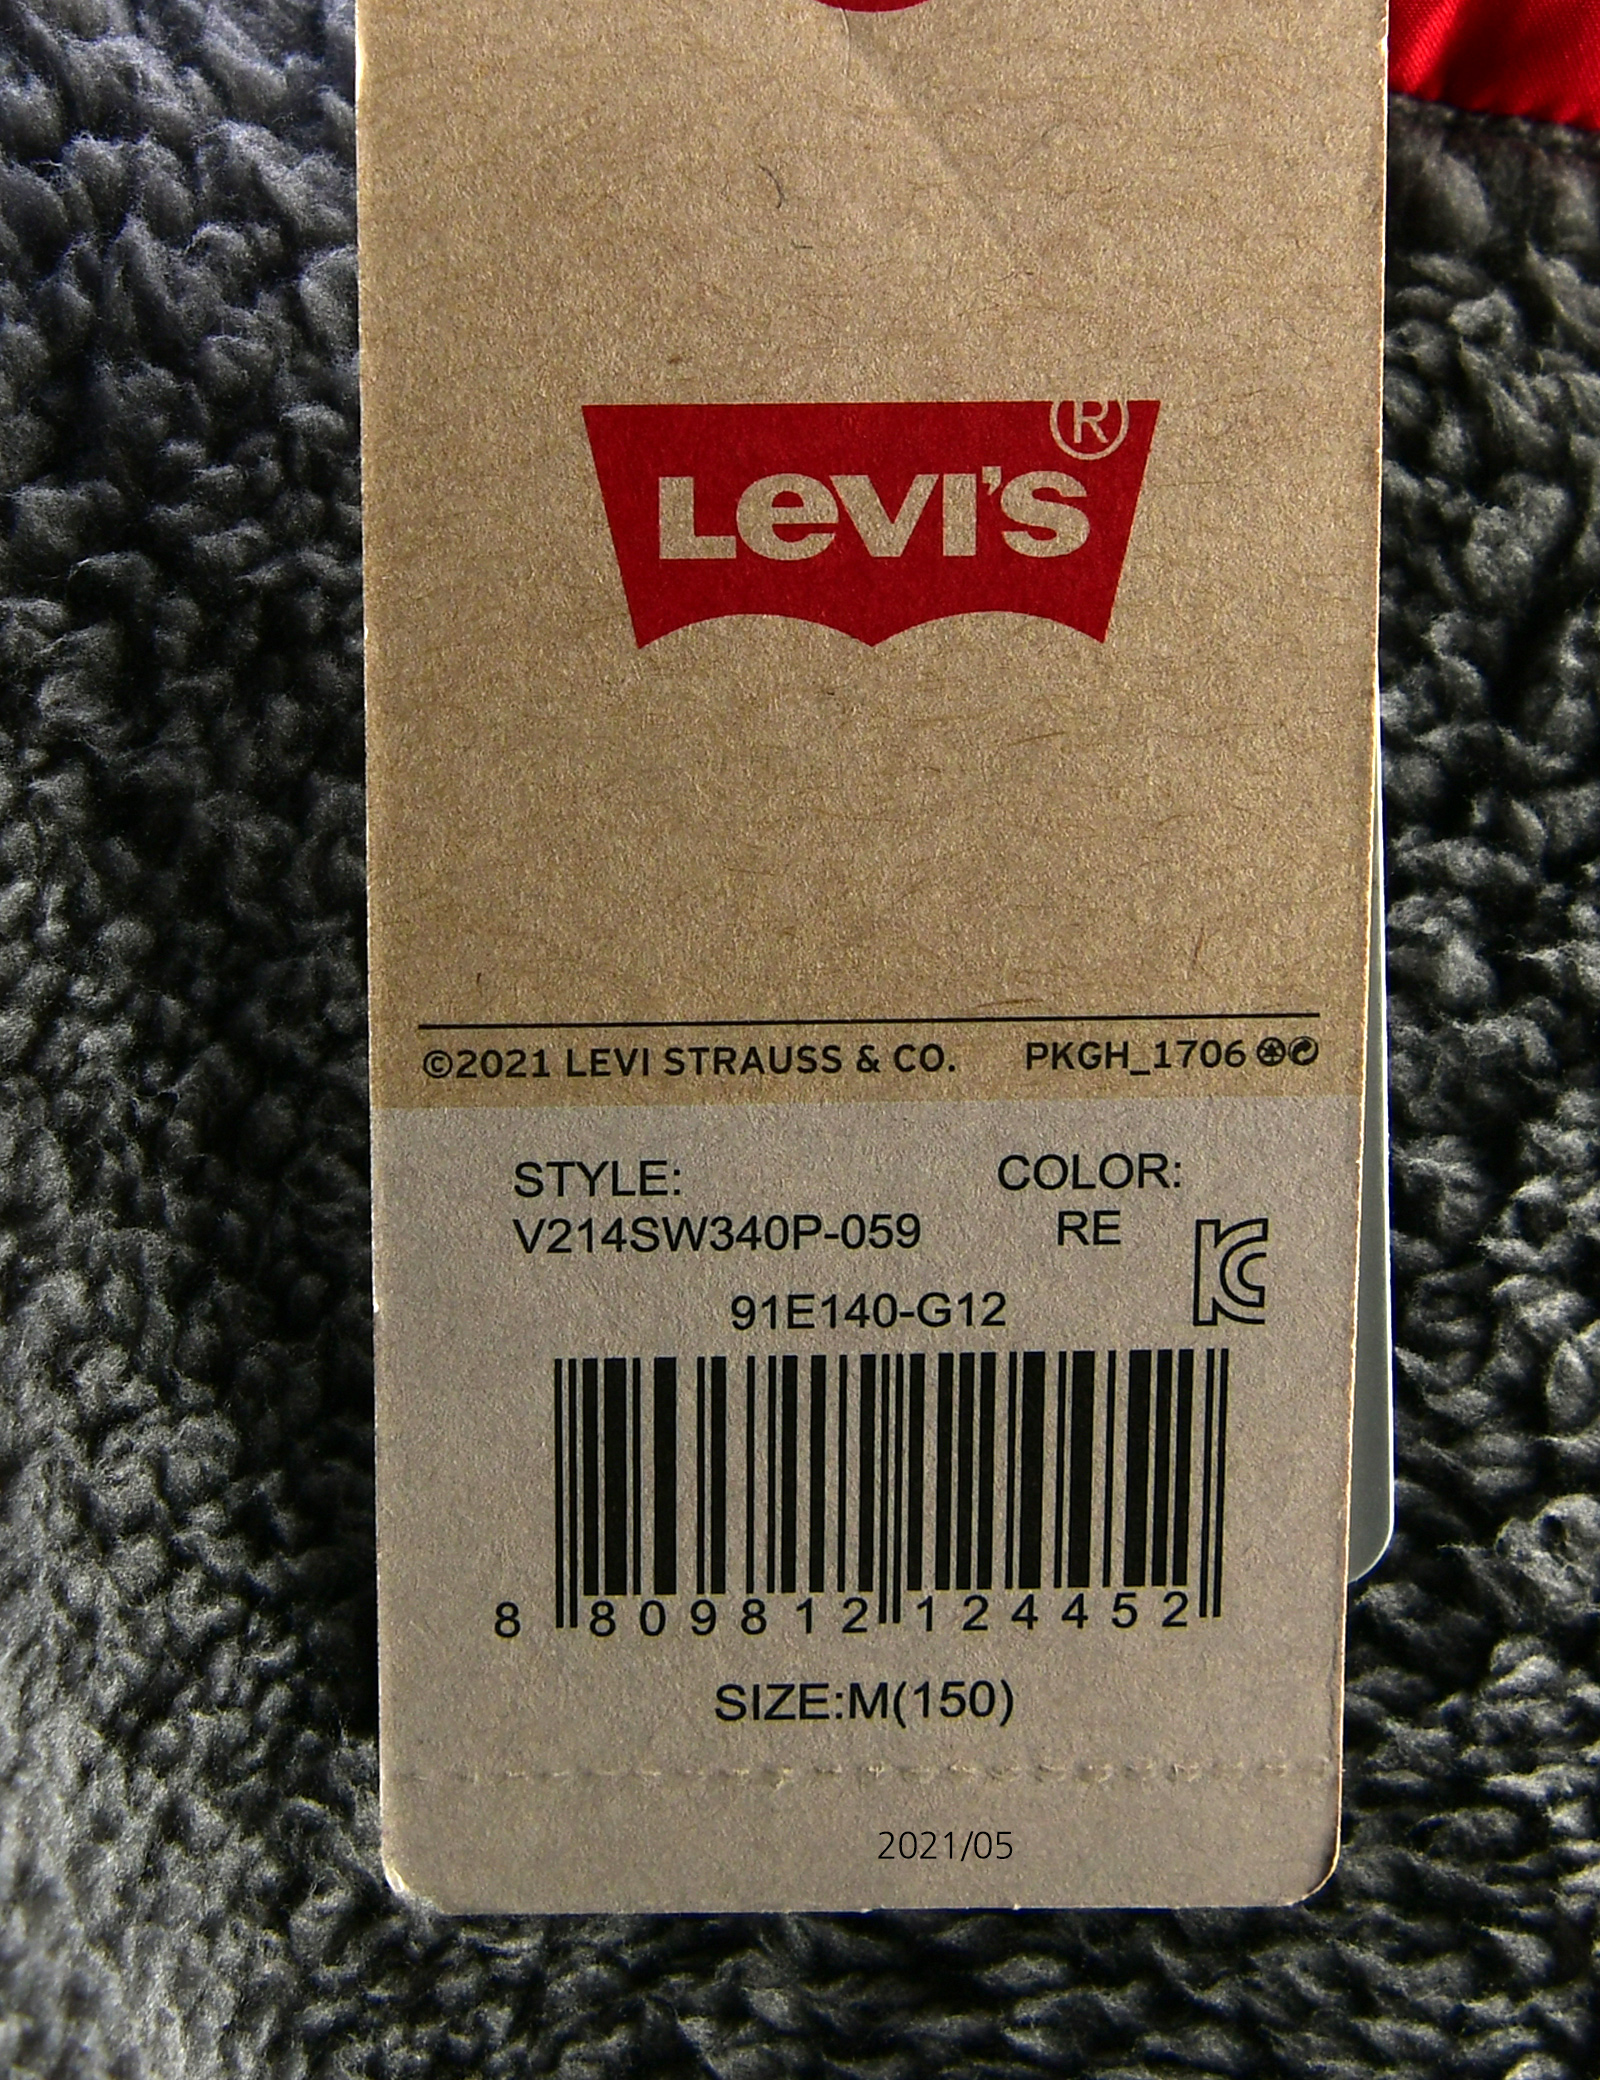 LEVI'S®
©2021 LEVI STRAUSS & CO. PKGH_1706
STYLE: COLOR:
V214SW340P-059 RE
91E140-G12
8 809812 124452
SIZE:M(150)
2021/05